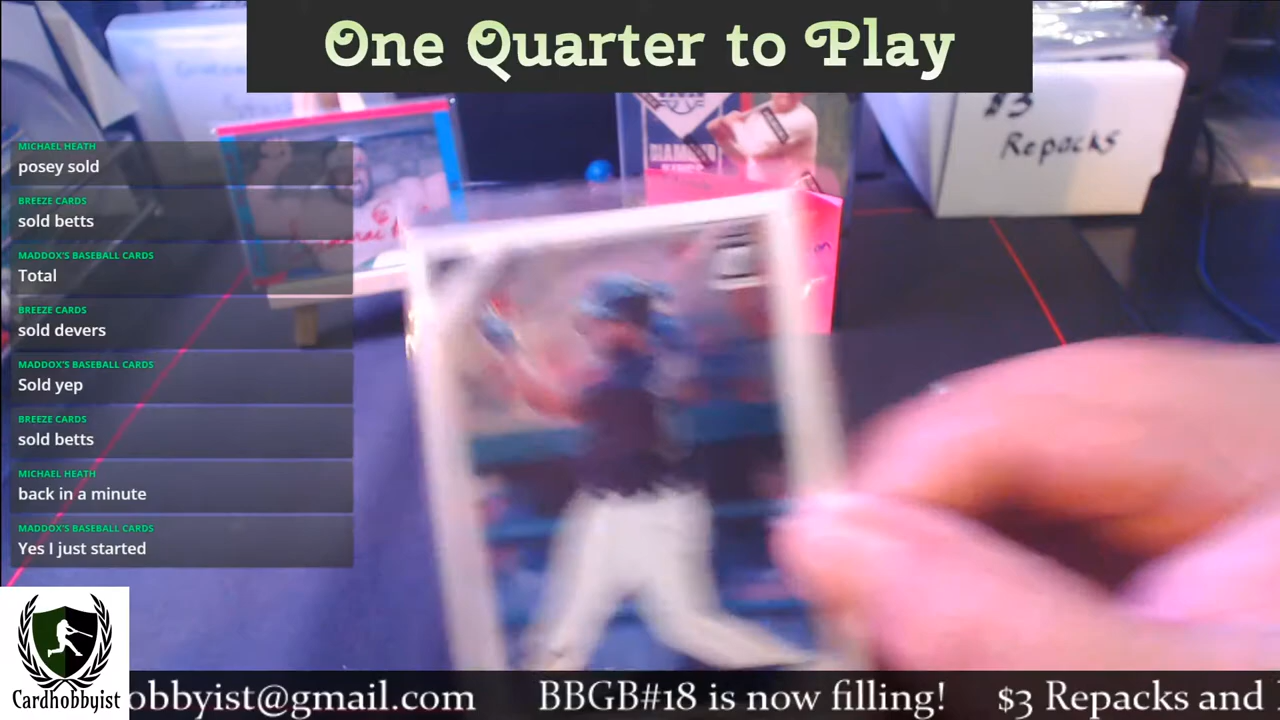 One Quarter to Play
$3
Repacks
DIAMOND
KINGS
MICHAEL HEATH
posey sold
BREEZE CARDS
sold betts
MADDOX'S BASEBALL CARDS
Total
BREEZE CARDS
sold devers
MADDOX'S BASEBALL CARDS
Sold yep
BREEZE CARDS
sold betts
MICHAEL HEATH
back in a minute
MADDOX'S BASEBALL CARDS
Yes I just started
Cardhobbyist
obbyist@gmail.com BBGB#18 is now filling! $3 Repacks and